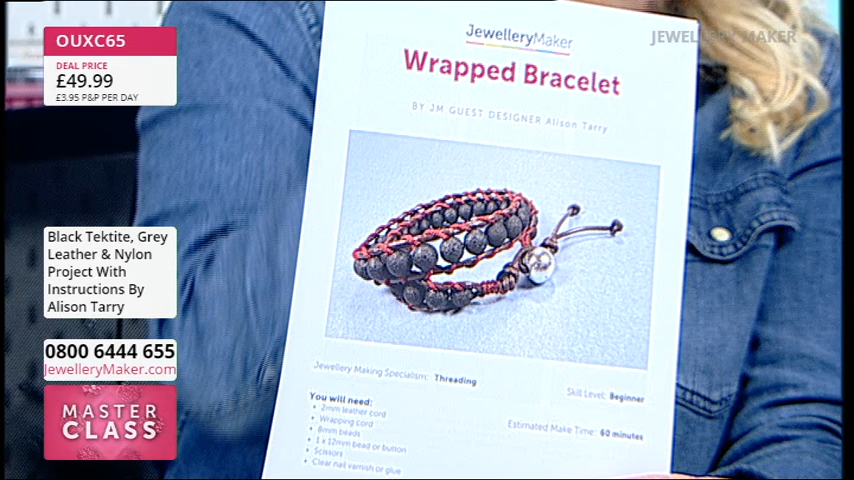 OUXC65
DEAL PRICE
£49.99
£3.95 P&P PER DAY
JEWELLERY MAKER
JewelleryMaker
Wrapped Bracelet
BY JM GUEST DESIGNER Alison Tarry
Black Tektite, Grey
Leather & Nylon
Project With
Instructions By
Alison Tarry
0800 6444 655
JewelleryMaker.com
MASTER
CLASS
Jewellery Making Specialism: Threading
Skill Level: Beginner
Estimated Make Time: 60 minutes
You will need:
• 2mm leather cord
• Wrapping cord
• 8mm beads
• 1 x 12mm bead or button
• Scissors
• Clear nail varnish or glue